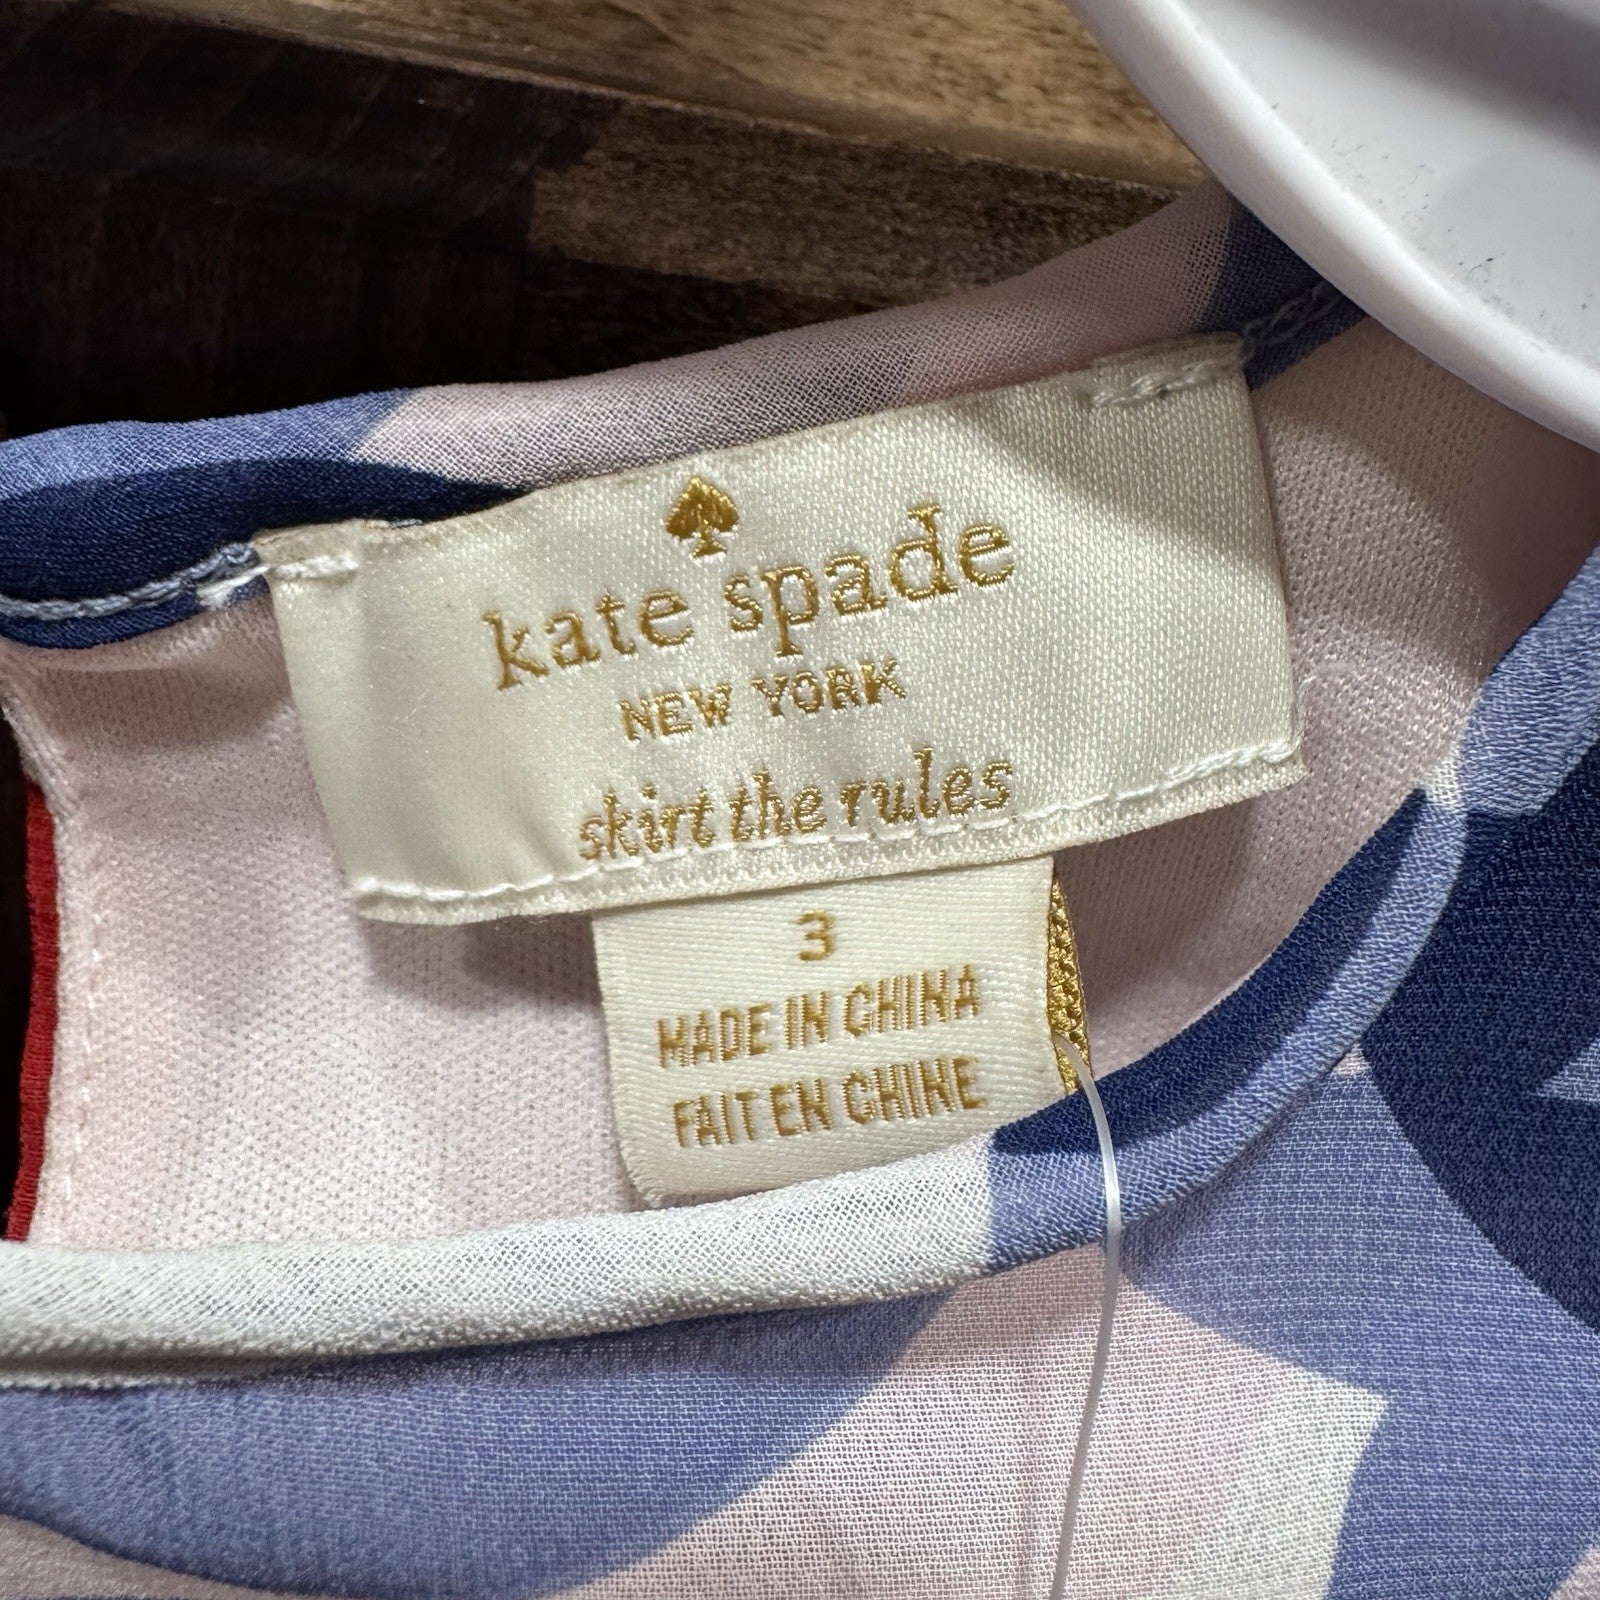 kate spade
NEW YORK
skirt the rules
3
MADE IN CHINA
FAIT EN CHINE